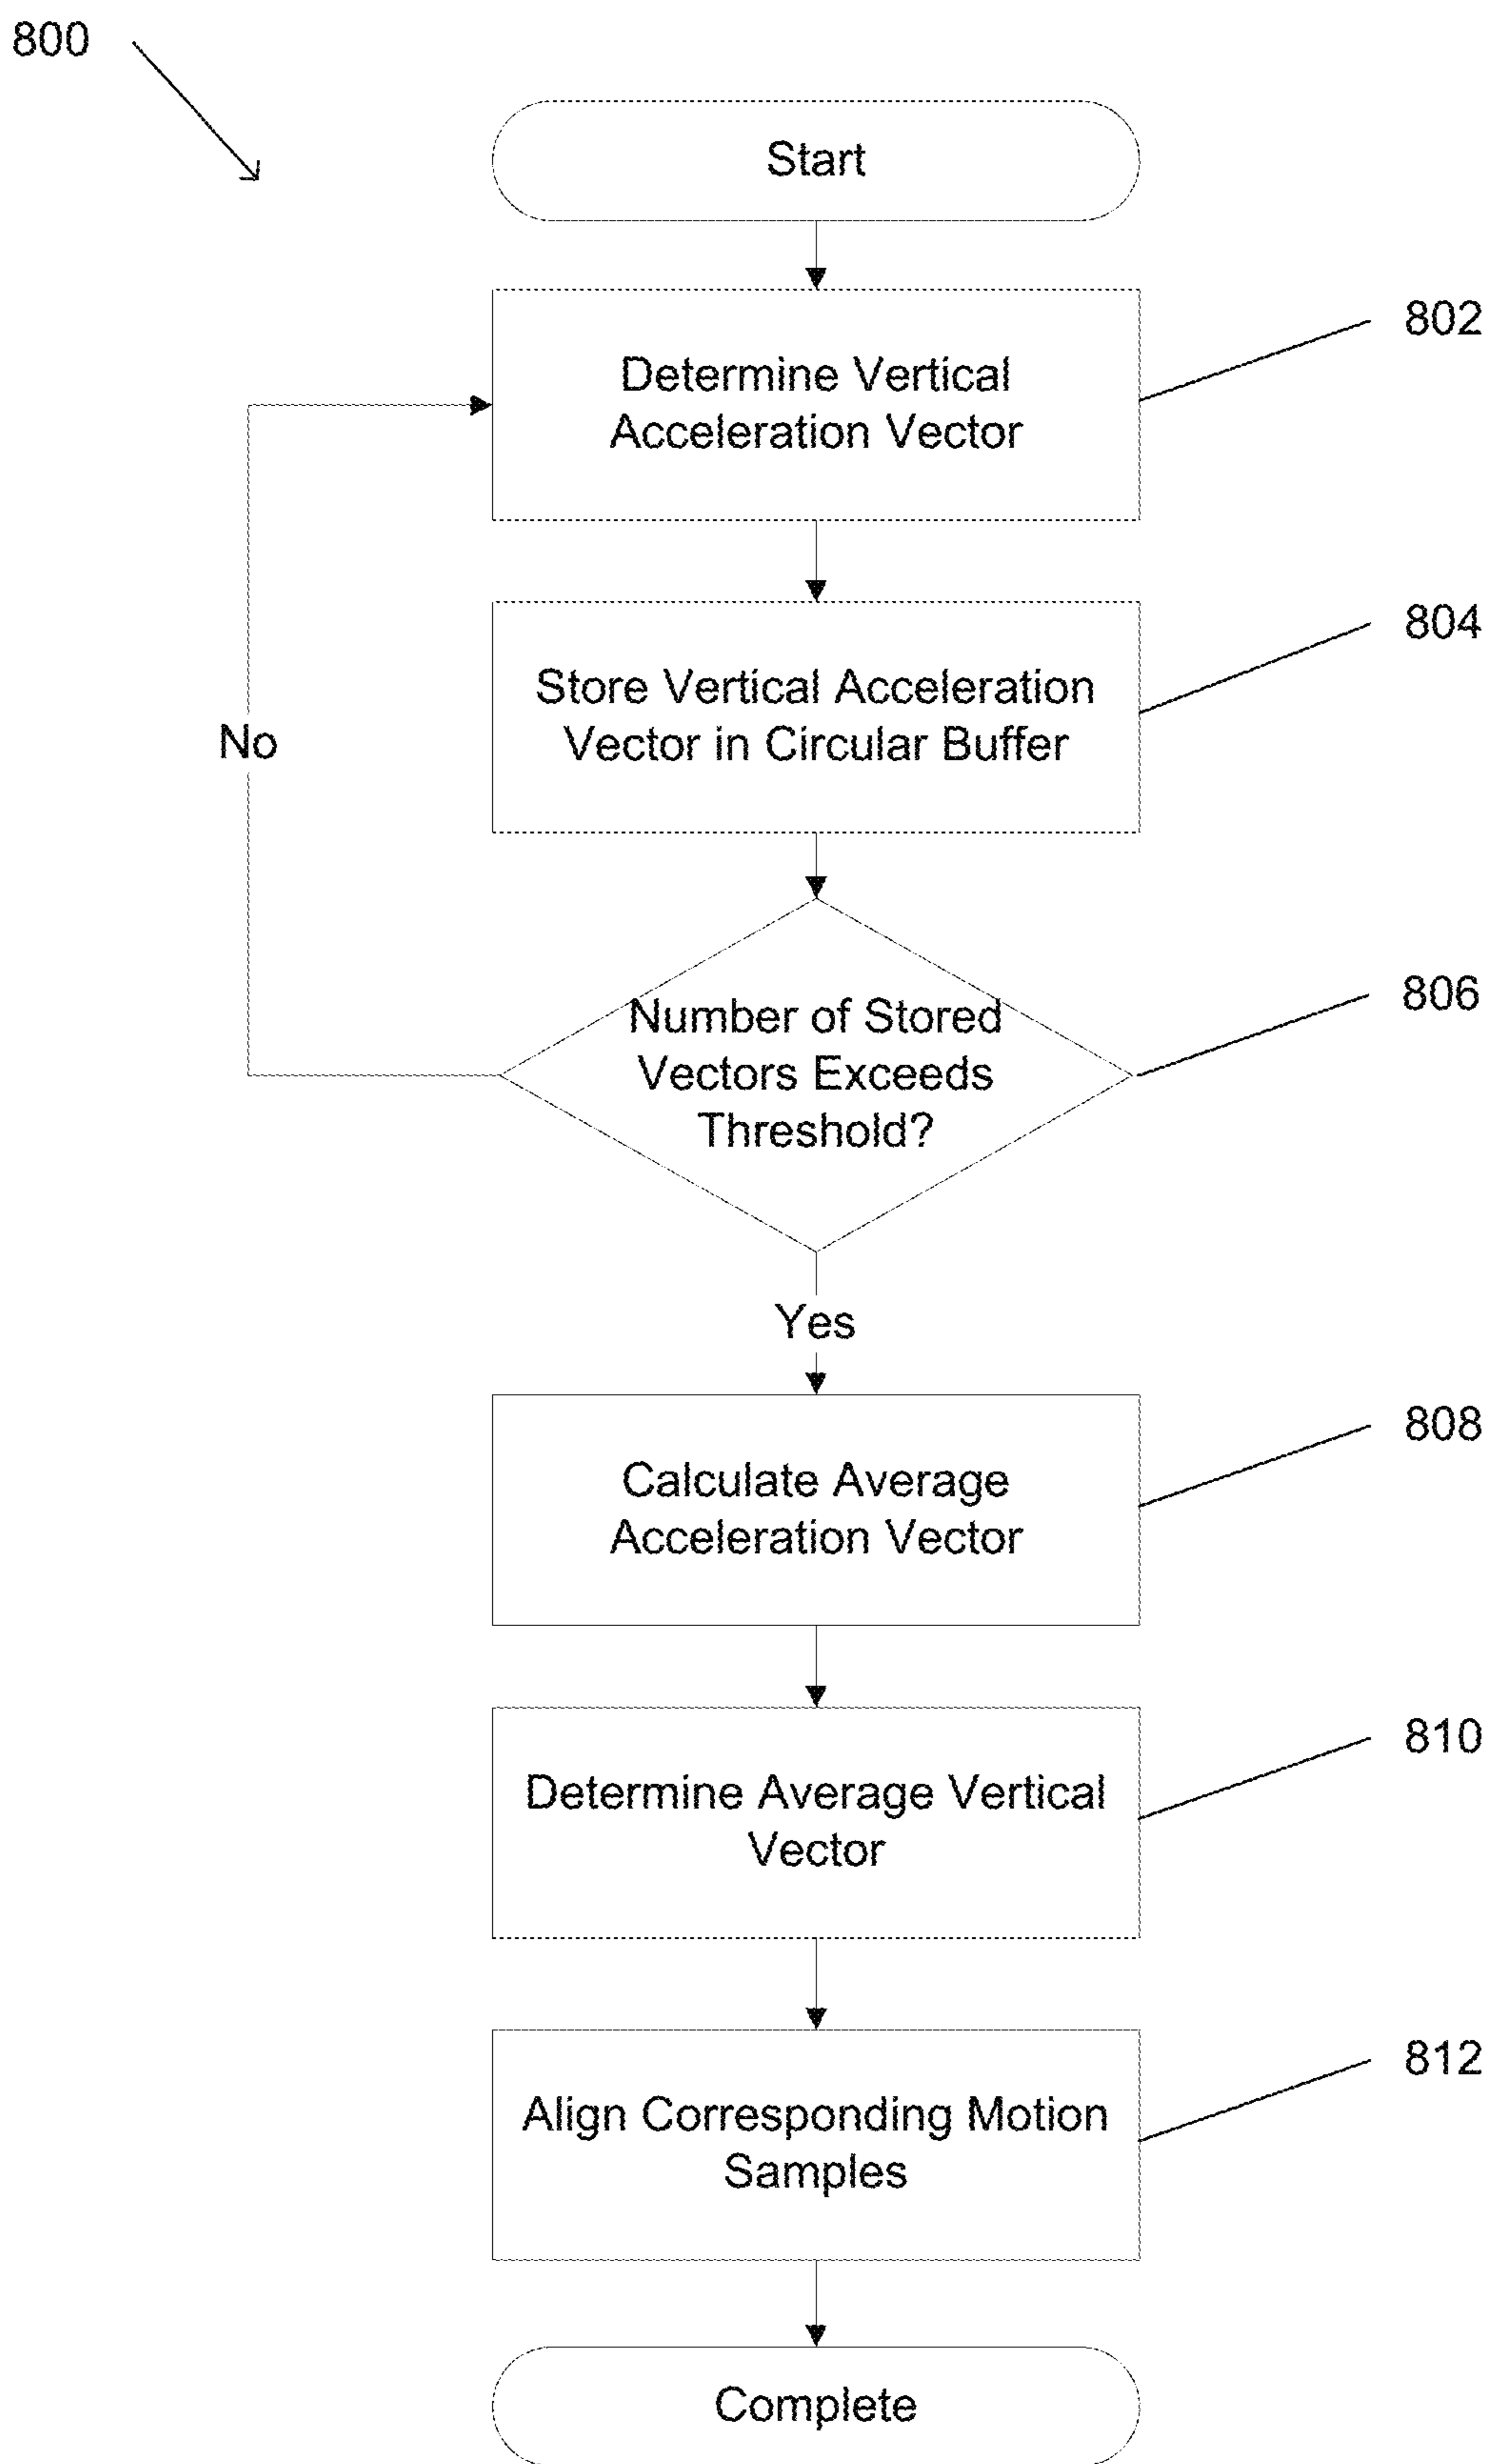 800
Start
802
Determine Vertical
Acceleration Vector
804
Store Vertical Acceleration
Vector in Circular Buffer
No
806
Number of Stored
Vectors Exceeds
Threshold?
Yes
808
Calculate Average
Acceleration Vector
810
Determine Average Vertical
Vector
812
Align Corresponding Motion
Samples
Complete